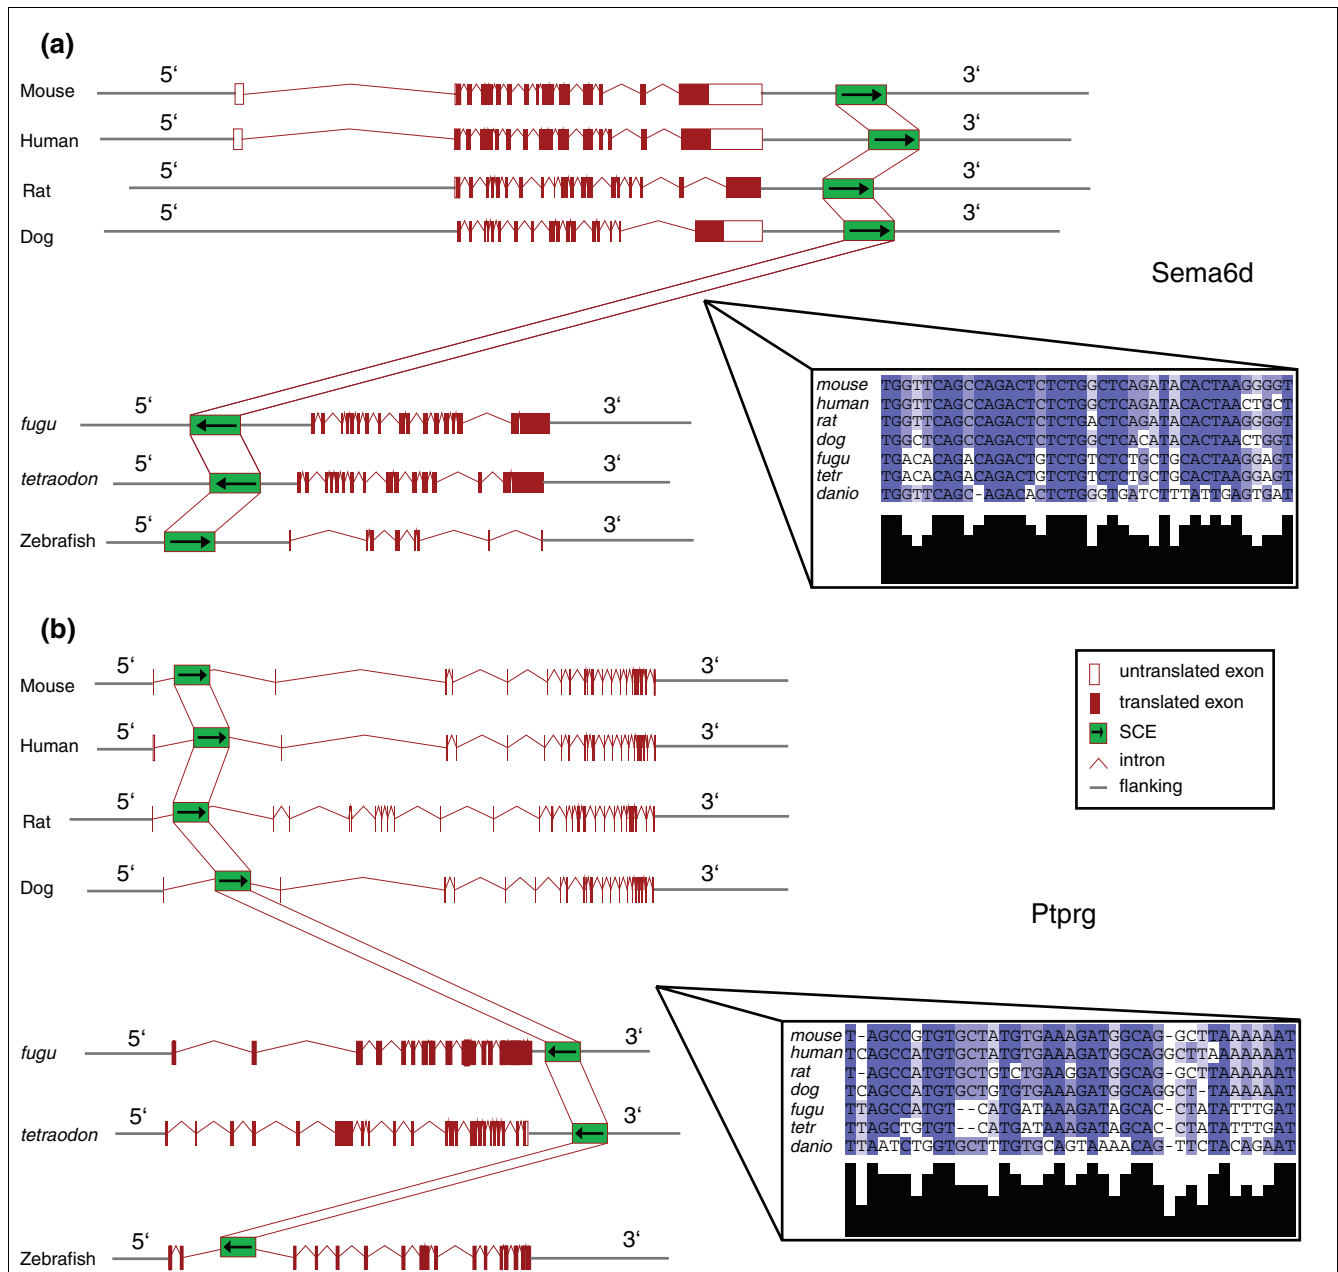 (a)
5‘ 3‘
Mouse
5‘ 3‘
Human
5‘ 3‘
Rat
5‘ 3‘
Dog
Sema6d
5‘ 3‘
fugu
5‘ 3‘
tetraodon
5‘ 3‘
Zebrafish
mouse TGGTTCAGCCAGACTCTCTGGCTCAGATACACTAAGGGGT
human TGGTTCAGCCAGACTCTCTGGCTCAGATACACTAACTGCT
rat TGGTTCAGCCAGACTCTCTGACTCAGATACACTAAGGGGT
dog TGGCTCAGCCAGACTCTCTGGCTCACATACACTAACTGGT
fugu TGACACAGACAGACTGTCTGTCTCTGCTGCACTAAGGAGT
tetr TGACACAGACAGACTGTCTGTCTCTGCTGCACTAAGGAGT
danio TGGTTCAGC-AGACACTCTGGGTGATCTTTATTGAGTGAT
(b)
5‘ 3‘
Mouse
5‘ 3‘
Human
5‘ 3‘
Rat
5‘ 3‘
Dog
untranslated exon
translated exon
SCE
intron
flanking
Ptprg
5‘ 3‘
fugu
5‘ 3‘
tetraodon
5‘ 3‘
Zebrafish
mouse T-AGCCGTGTGCTATGTGAAAGATGGCAG-GCTTAAAAAAT
human TCAGCCATGTGCTATGTGAAAGATGGCAGGCTTAAAAAAAT
rat T-AGCCATGTGCTGTCTGAAGGATGGCAG-GCTTAAAAAAT
dog TCAGCCATGTGCTGTGTGAAAGATGGCAGGCT-TAAAAAAT
fugu TTAGCCATGT--CATGATAAAGATAGCAC-CTATATTTGAT
tetr TTAGCTGTGT--CATGATAAAGATAGCAC-CTATATTTGAT
danio TTAATCTGGTGCTTTGTGCAGTAAAACAG-TTCTACAGAAT